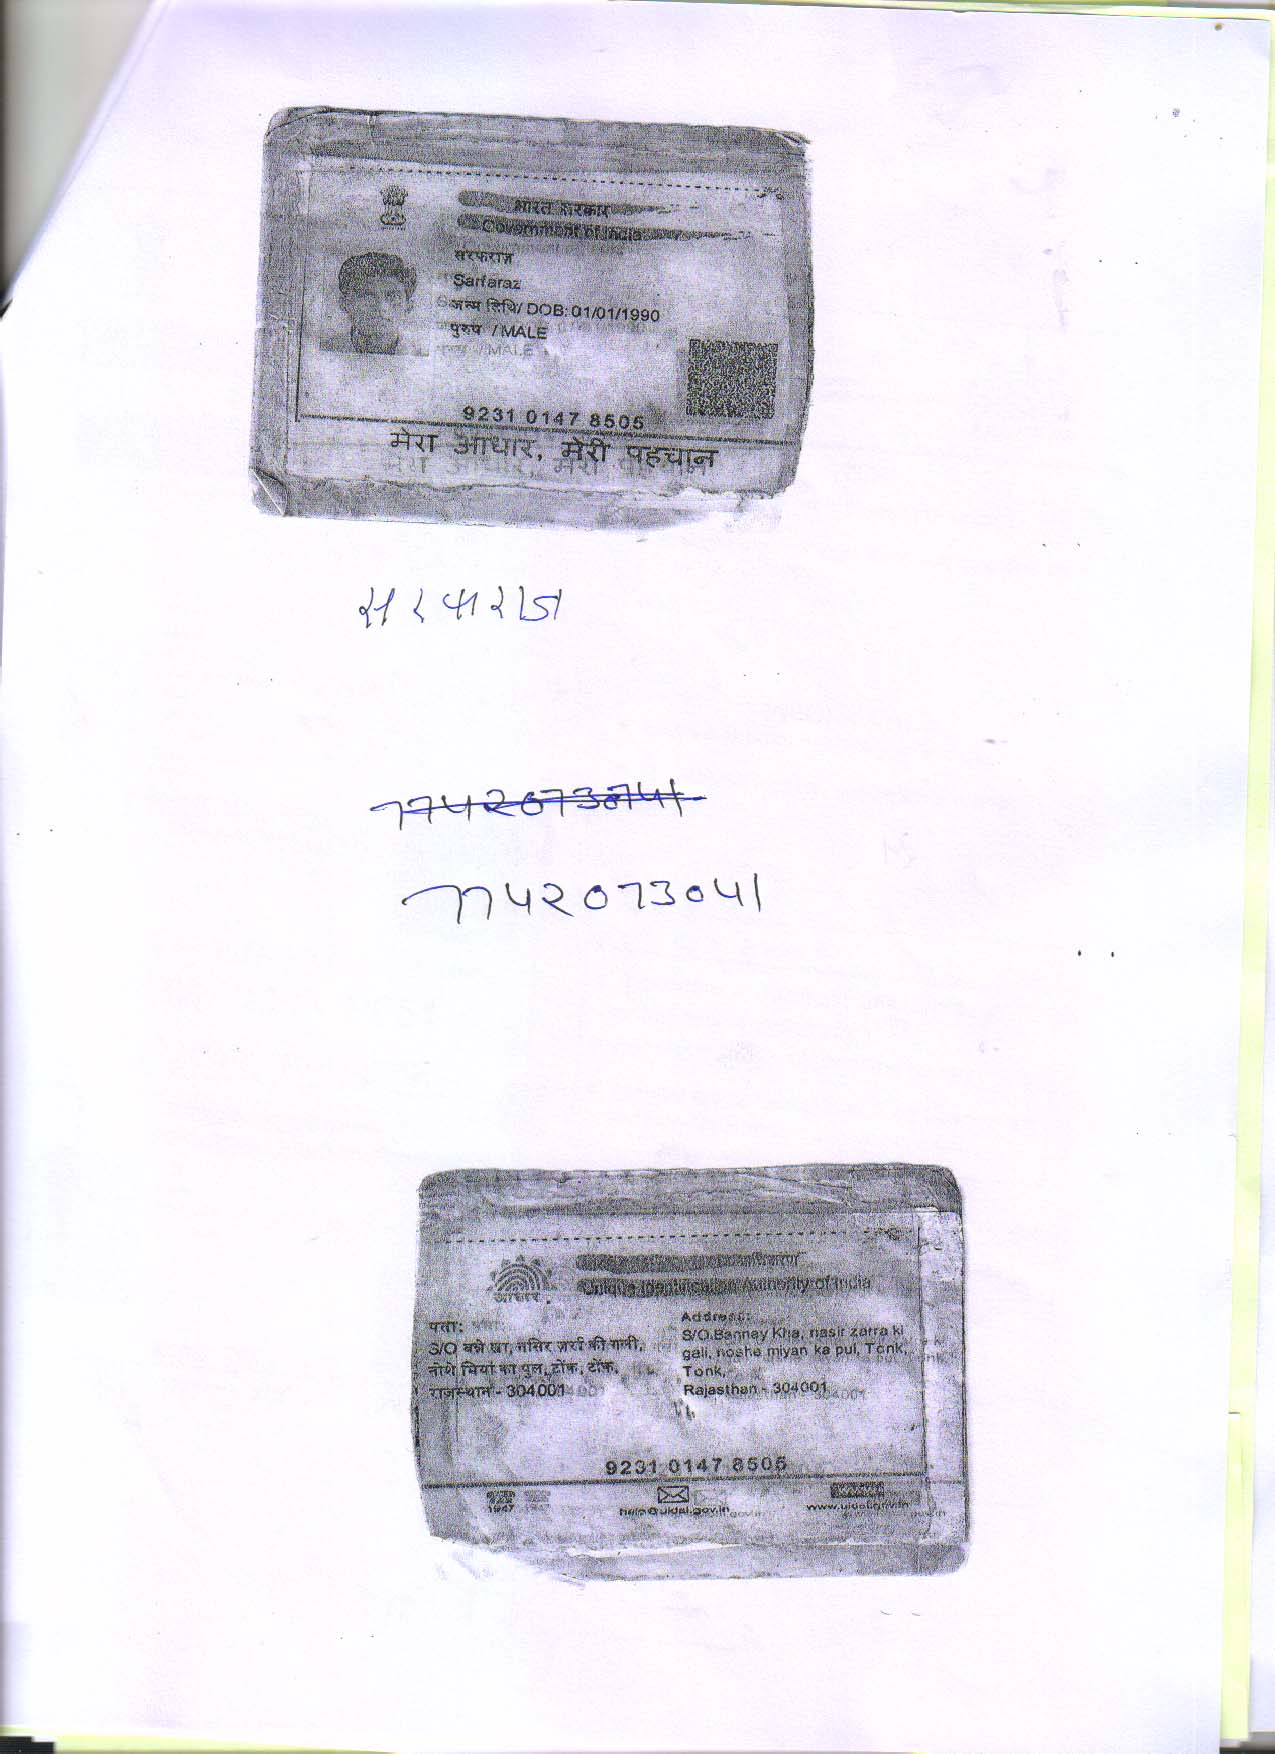 भारत सरकार
Government of India
सरफराज़
Sarfaraz
जन्म तिथि/ DOB: 01/01/1990
पुरुष / MALE
9231 0147 8505
मेरा आधार, मेरी पहचान
सरफराज
7742073041
7742073041
Unique Identification Authority of India
आधार
पता:
S/O बन्ने खा, नसिर ज़र्रा की गली,
नोशे मियां का पुल, टोंक, टोंक,
राजस्थान - 304001
Address:
S/O.Bannay Kha, nasir zarra ki
gali, noshe miyan ka pul, Tonk,
Tonk,
Rajasthan - 304001
9231 0147 8505
1947
help@uidai.gov.in
www.uidai.gov.in